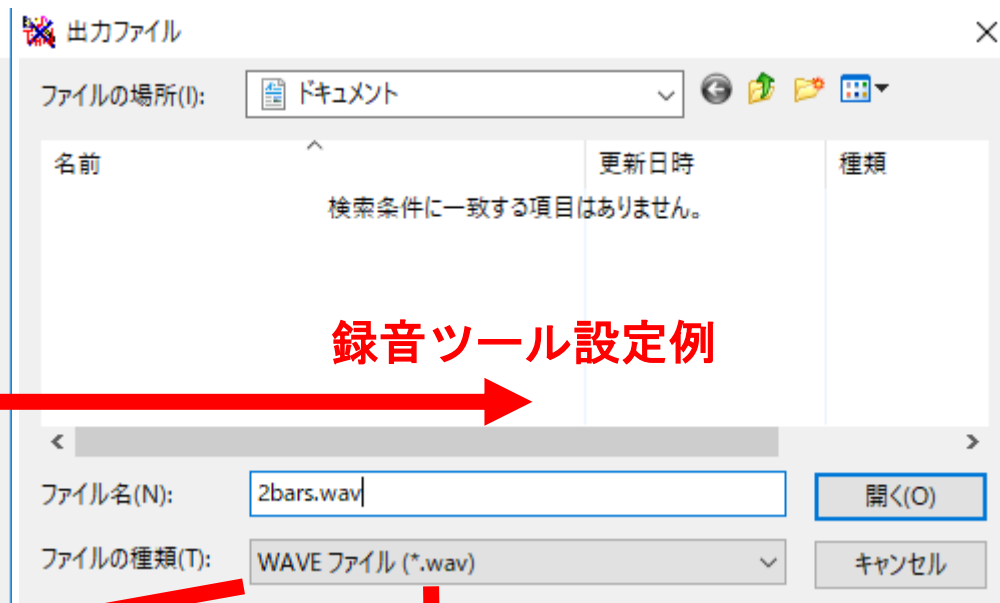 出力ファイル
ファイルの場所(I): ドキュメント
名前 更新日時 種類
検索条件に一致する項目はありません。
録音ツール設定例
ファイル名(N): 2bars.wav 開く(O)
ファイルの種類(T): WAVE ファイル (*.wav) キャンセル